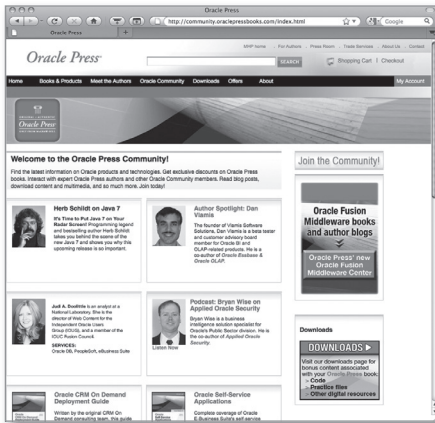 Oracle Press
http://community.oraclepressbooks.com/index.html
Google
Oracle Press
MHP home
For Authors
Press Room
Trade Services
About Us
Contact
Oracle Press
SEARCH
Shopping Cart | Checkout
Home Books & Products Meet the Authors Oracle Community Downloads Offers About My Account
Oracle Press
Welcome to the Oracle Press Community!
Find the latest information on Oracle products and technologies. Get exclusive discounts on Oracle Press
books. Interact with expert Oracle Press authors and other Oracle Community members. Read blog posts,
download content and multimedia, and so much more. Join today!
Herb Schildt on Java 7
It's Time to Put Java 7 on Your
Radar Screen! Programming legend
and bestselling author Herb Schildt
takes you behind the scenes of the
new Java 7 and shows you why this
upcoming release is so important.
Author Spotlight: Dan
Vlamis
The founder of Vlamis Software
Solutions, Dan Vlamis is a beta tester
and customer advisory board
member for Oracle BI and
OLAP-related products. He is a
co-author of Oracle Essbase &
Oracle OLAP.
Judi A. Doolittle is an analyst at a
National Laboratory. She is the
director of Web Content for the
Independent Oracle Users
Group (IOUG), and a member of the
IOUC Fusion Council.
SERVICES:
Oracle DB, PeopleSoft, eBusiness Suite
Podcast: Bryan Wise on
Applied Oracle Security
Bryan Wise is a business
intelligence solution specialist for
Oracle's Public Sector division. He is
the co-author of Applied Oracle
Security.
Listen Now
Oracle CRM On Demand
Deployment Guide
Written by the original CRM On
Demand consulting team, this guide
Oracle Self-Service
Applications
Complete coverage of Oracle
E-Business Suite's self-service
Join the Community!
Oracle Fusion
Middleware books
and author blogs
Oracle Press' new
Oracle Fusion
Middleware Center
Downloads
DOWNLOADS
Visit our downloads page for
bonus content associated
with your Oracle Press book
Code
Practice files
Other digital resources